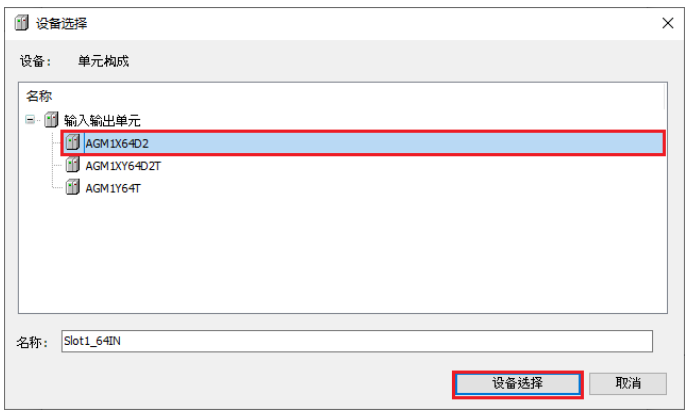 设备选择
设备： 单元构成
名称
输入输出单元
AGM1X64D2
AGM1XY64D2T
AGM1Y64T
名称： Slot1_64IN
设备选择 取消